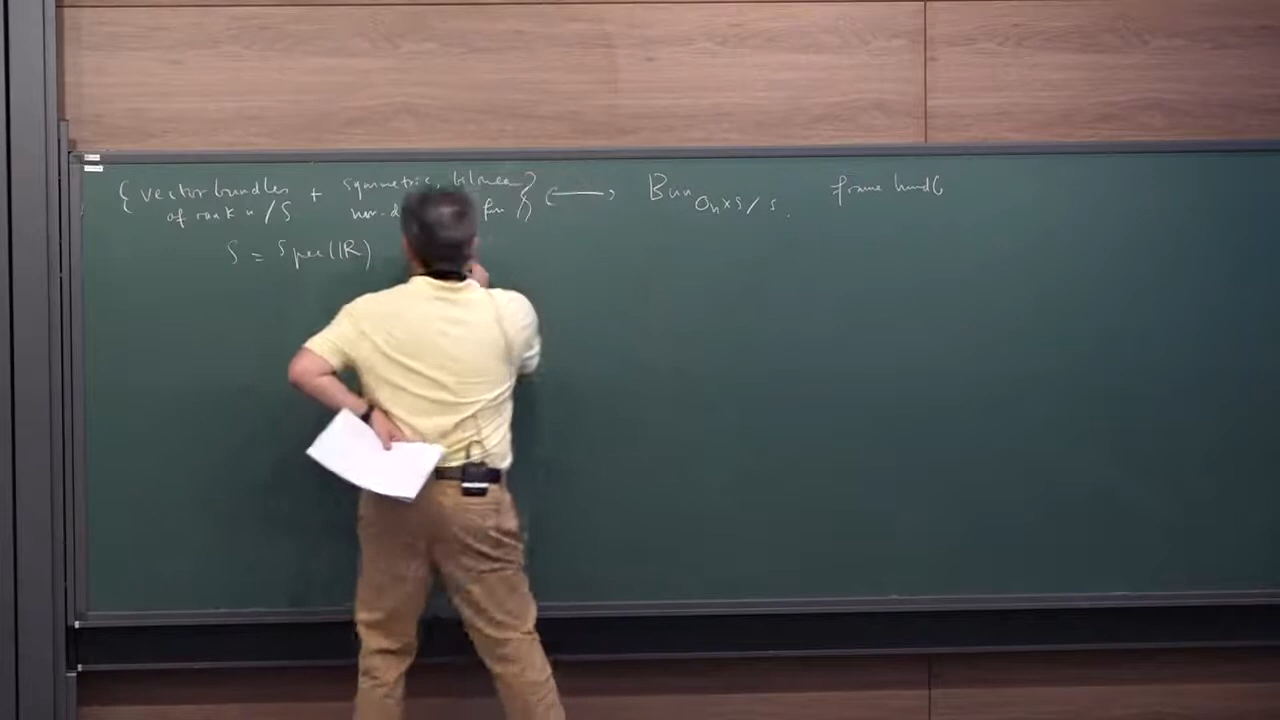 { vector bundles + symmetric, bilinear } ⟷ Bun_{O_n×S/S}. frame bundle
of rank n /S
S = Spec(ℝ)